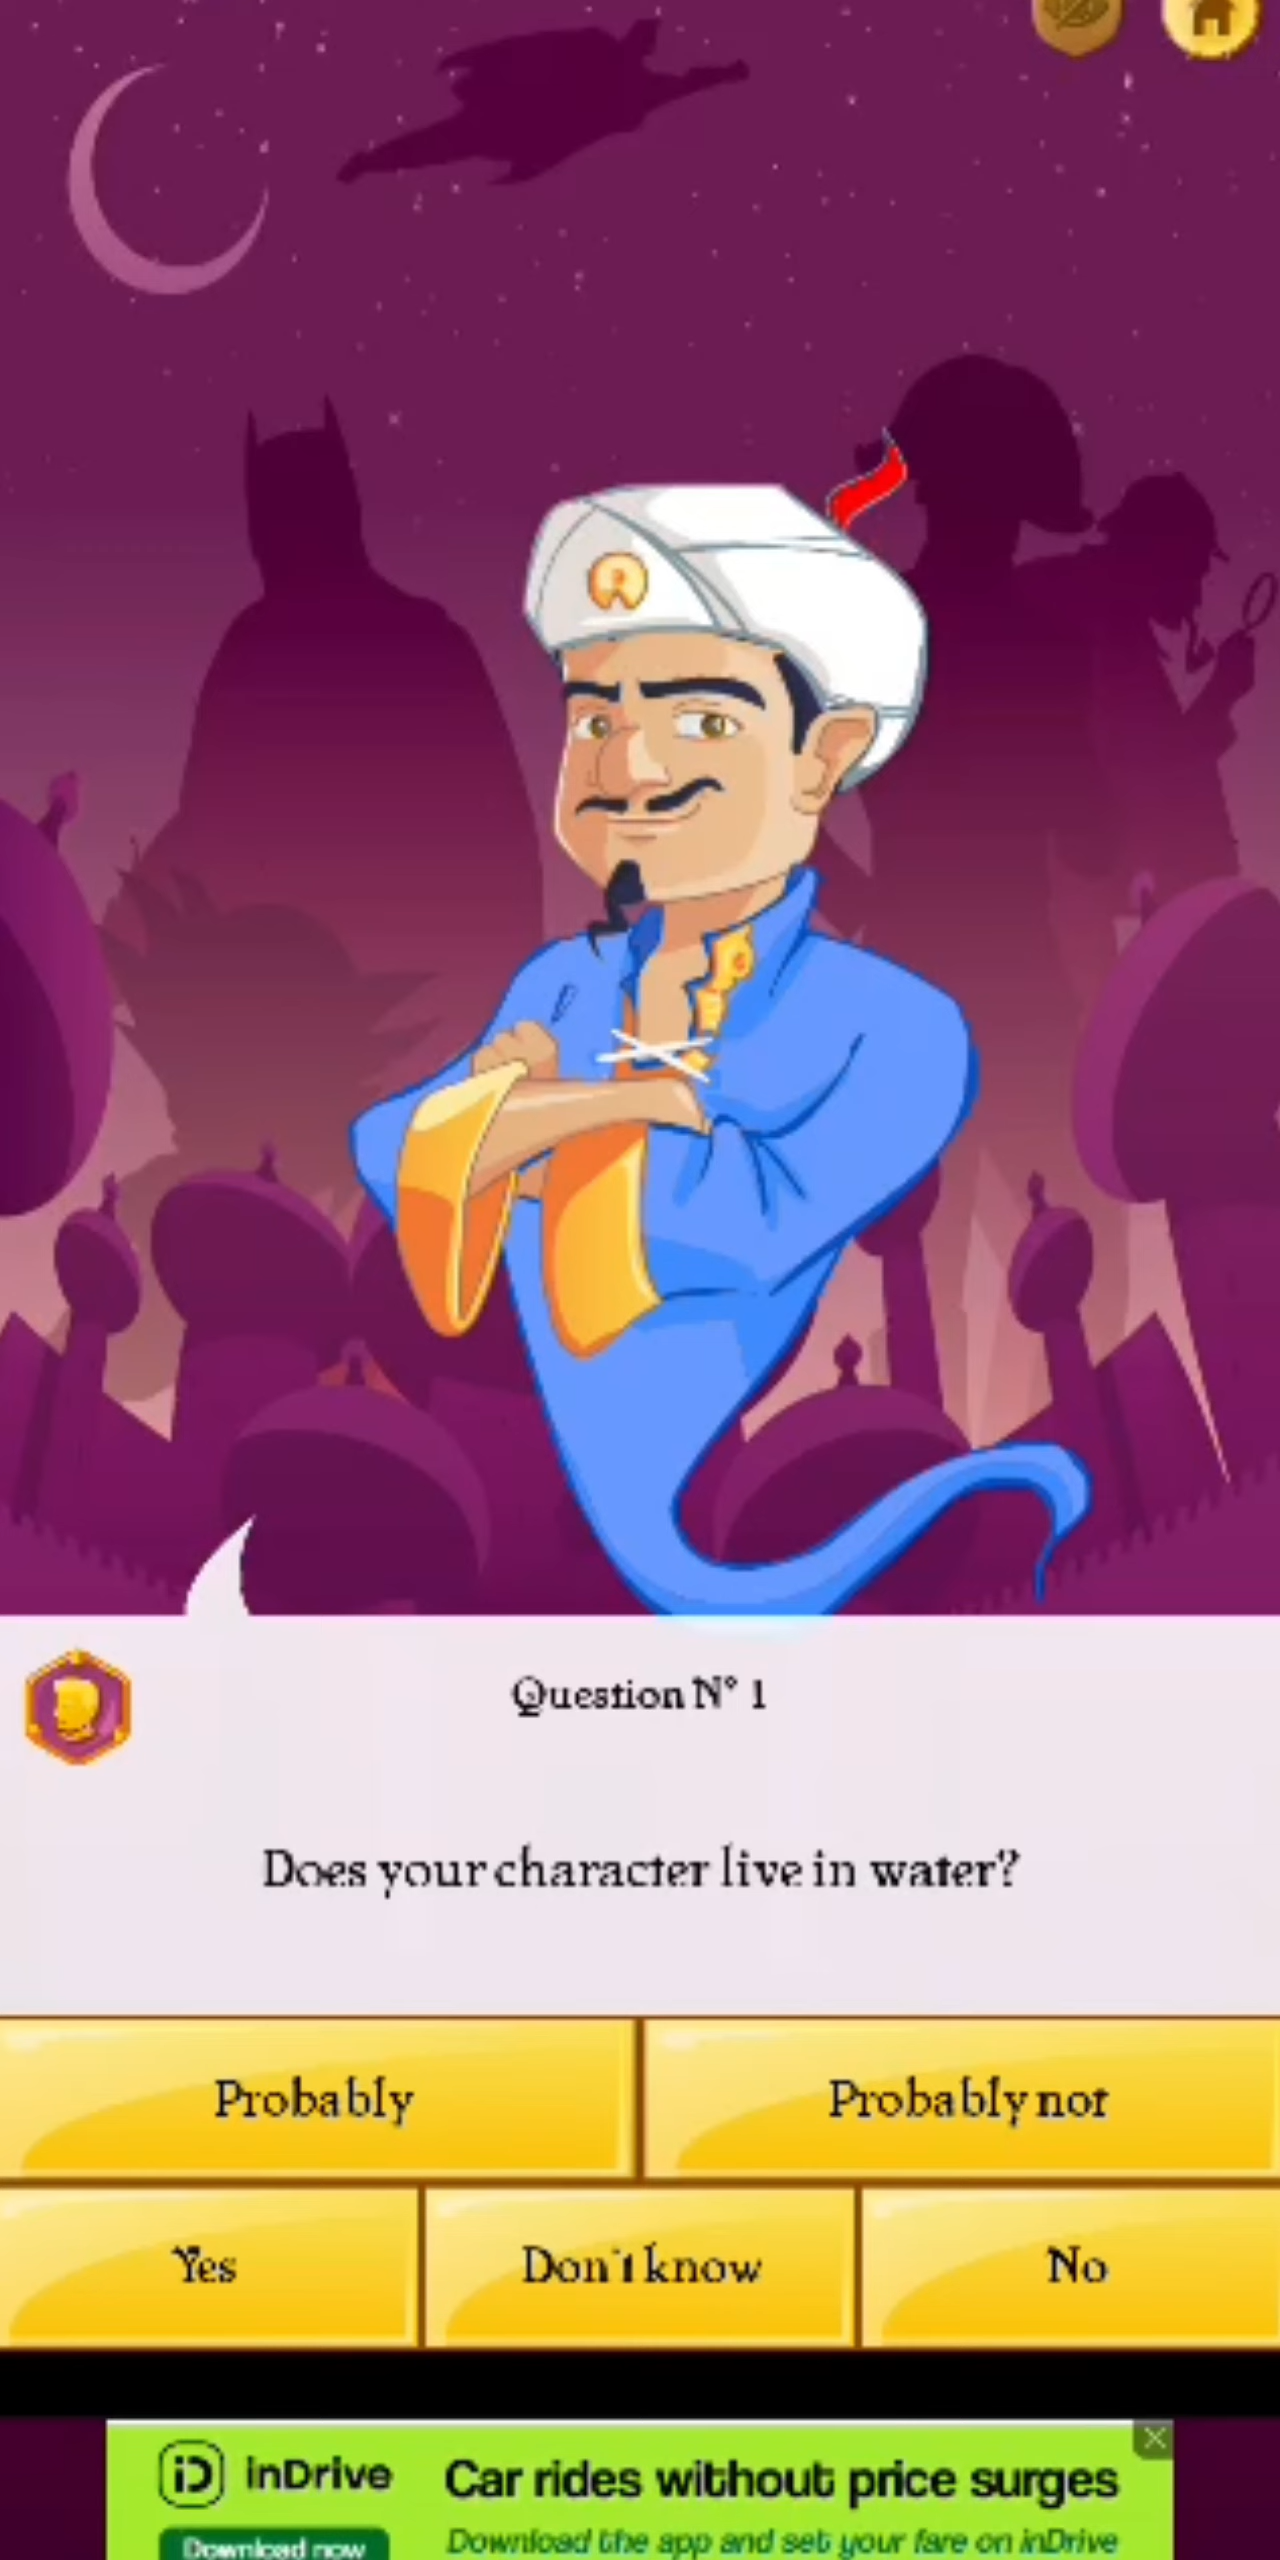 Question N° 1
Does your character live in water?
Probably
Probably not
Yes
Don't know
No
inDrive
Car rides without price surges
Download now
Download the app and set your fare on inDrive